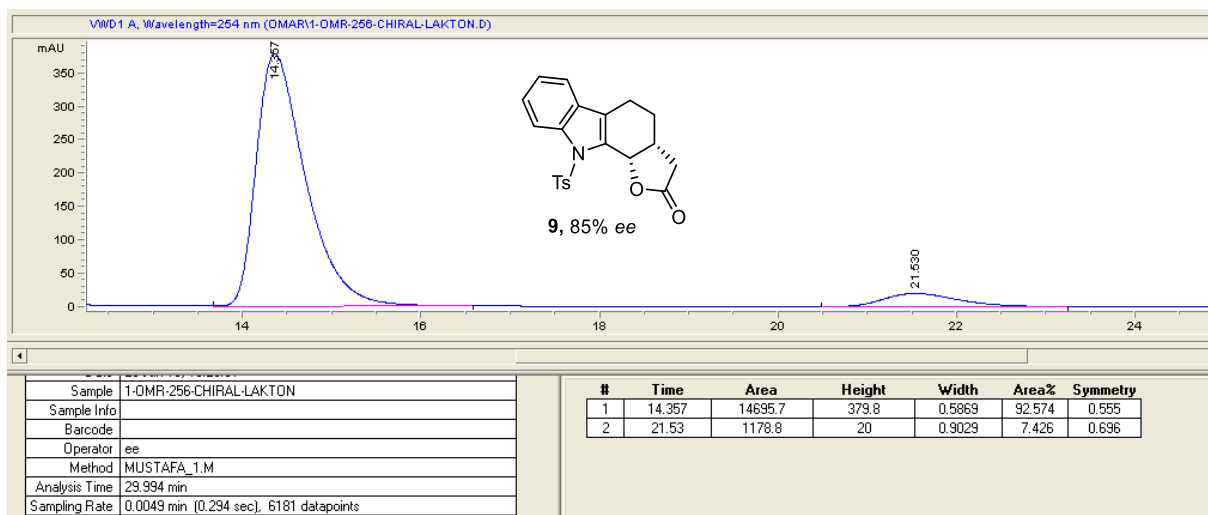 VWD1 A, Wavelength=254 nm (OMAR\1-OMR-256-CHIRAL-LAKTON.D)
mAU
350
300
250
200
150
100
50
0
14.357
21.530
N
Ts
O
O
9, 85% ee
14
16
18
20
22
24
Sample 1-OMR-256-CHIRAL-LAKTON
Sample Info
Barcode
Operator ee
Method MUSTAFA_1.M
Analysis Time 29.994 min
Sampling Rate 0.0049 min (0.294 sec), 6181 datapoints
# Time Area Height Width Area% Symmetry
1 14.357 14695.7 379.8 0.5869 92.574 0.555
2 21.53 1178.8 20 0.9029 7.426 0.696